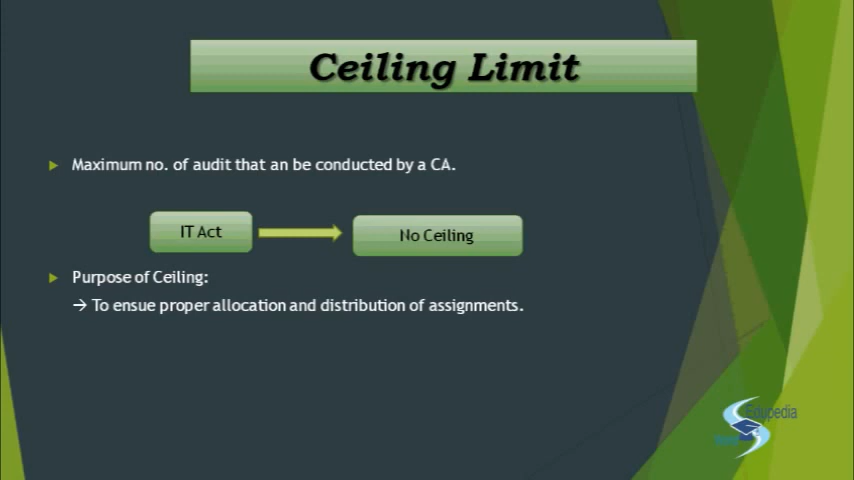 Ceiling Limit
Maximum no. of audit that an be conducted by a CA.
IT Act
No Ceiling
Purpose of Ceiling:
→ To ensue proper allocation and distribution of assignments.
Edupedia